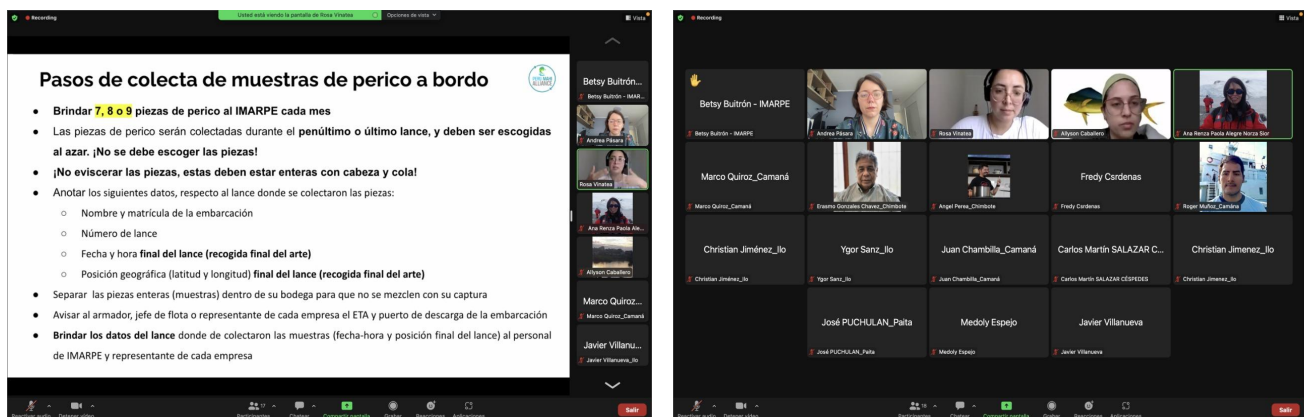 Recording
Usted está viendo la pantalla de Rosa Vinatea
Opciones de vista
Vista
Pasos de colecta de muestras de perico a bordo
PERU MAHI ALLIANCE
• Brindar 7, 8 o 9 piezas de perico al IMARPE cada mes
• Las piezas de perico serán colectadas durante el penúltimo o último lance, y deben ser escogidas
al azar. ¡No se debe escoger las piezas!
• ¡No eviscerar las piezas, estas deben estar enteras con cabeza y cola!
• Anotar los siguientes datos, respecto al lance donde se colectaron las piezas:
○ Nombre y matrícula de la embarcación
○ Número de lance
○ Fecha y hora final del lance (recogida final del arte)
○ Posición geográfica (latitud y longitud) final del lance (recogida final del arte)
• Separar las piezas enteras (muestras) dentro de su bodega para que no se mezclen con su captura
• Avisar al armador, jefe de flota o representante de cada empresa el ETA y puerto de descarga de la embarcación
• Brindar los datos del lance donde de colectaron las muestras (fecha-hora y posición final del lance) al personal
de IMARPE y representante de cada empresa
Betsy Buitrón...
Betsy Buitrón - IMAR...
Andrea Pásara
Rosa Vinatea
Ana Renza Paola Ale...
Allyson Caballero
Marco Quiroz...
Marco Quiroz_Camaná
Javier Villanu...
Javier Villanueva_Ilo
Reactivar audio
Detener video
17
Participantes
Chatear
Compartir pantalla
Grabar
Reacciones
Aplicaciones
Salir
Recording
Vista
Betsy Buitrón - IMARPE
Betsy Buitrón - IMARPE
Andrea Pásara
Rosa Vinatea
Allyson Caballero
Ana Renza Paola Alegre Norza Sior
Marco Quiroz_Camaná
Marco Quiroz_Camaná
Erasmo Gonzales Chavez_Chimbote
Angel Perea_Chimbote
Fredy Csrdenas
Fredy Csrdenas
Roger Muñoz_Camána
Christian Jiménez_Ilo
Christian Jiménez_Ilo
Ygor Sanz_Ilo
Ygor Sanz_Ilo
Juan Chambilla_Camaná
Juan Chambilla_Camaná
Carlos Martín SALAZAR C...
Carlos Martín SALAZAR CÉSPEDES
Christian Jimenez_Ilo
Christian Jimenez_Ilo
José PUCHULAN_Paita
José PUCHULAN_Paita
Medoly Espejo
Medoly Espejo
Javier Villanueva
Javier Villanueva
Reactivar audio
Detener video
Participantes
Chatear
Compartir pantalla
Grabar
Reacciones
Aplicaciones
Salir